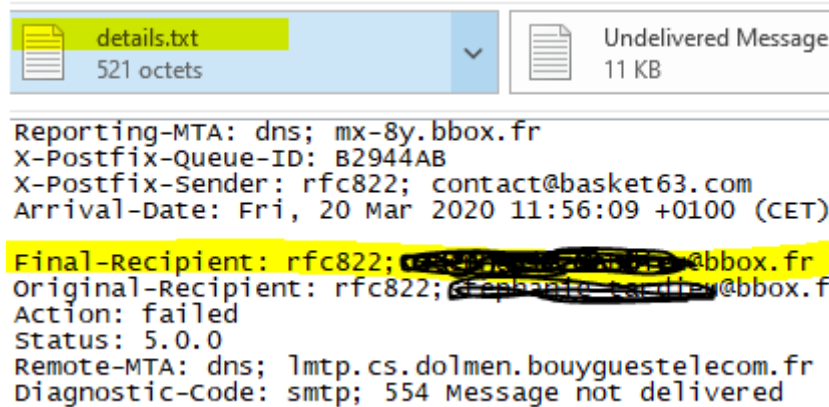 details.txt
521 octets
Undelivered Message
11 KB
Reporting-MTA: dns; mx-8y.bbox.fr
X-Postfix-Queue-ID: B2944AB
X-Postfix-Sender: rfc822; contact@basket63.com
Arrival-Date: Fri, 20 Mar 2020 11:56:09 +0100 (CET)
Final-Recipient: rfc822; @bbox.fr
Original-Recipient: rfc822; @bbox.f
Action: failed
Status: 5.0.0
Remote-MTA: dns; lmtp.cs.dolmen.bouyguestelecom.fr
Diagnostic-Code: smtp; 554 Message not delivered